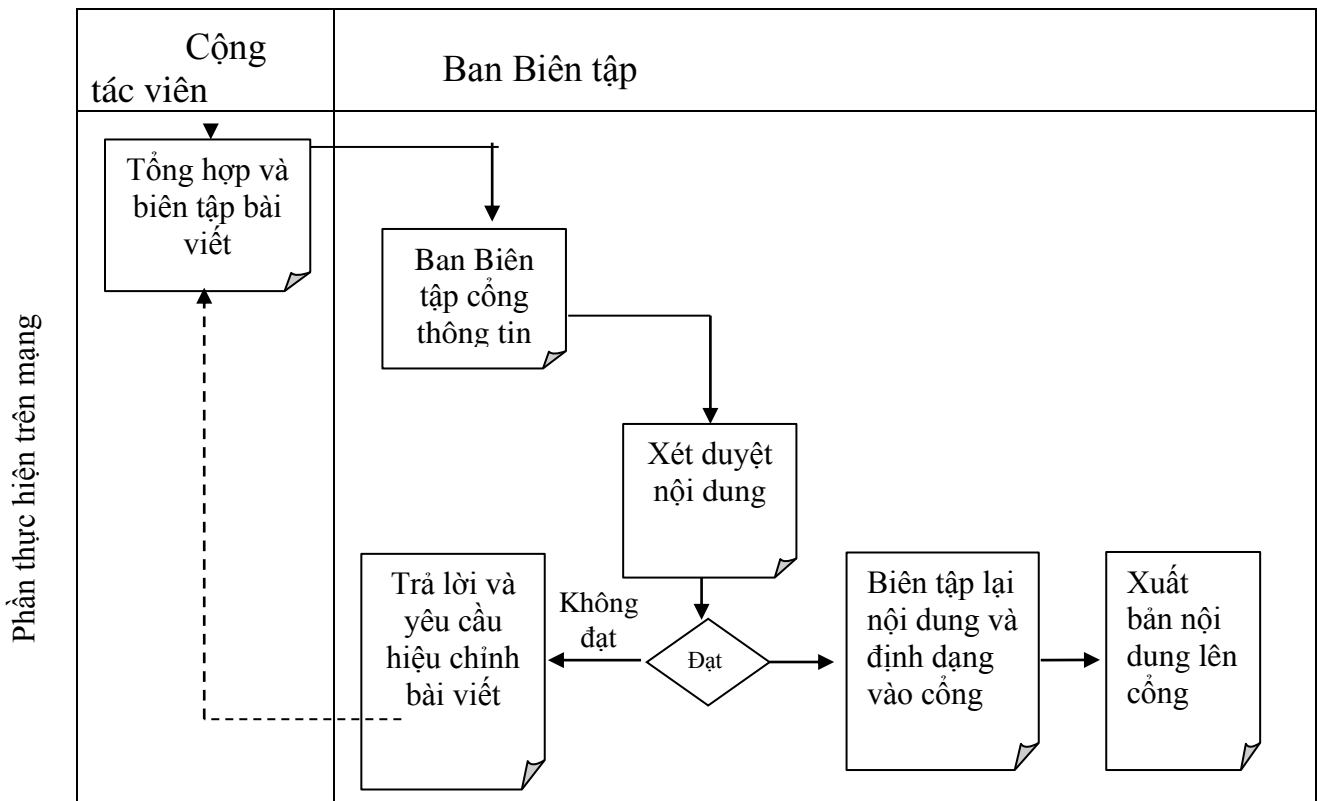 Cộng
tác viên
Ban Biên tập
Tổng hợp và
biên tập bài
viết
Ban Biên
tập cổng
thông tin
Xét duyệt
nội dung
Trả lời và
yêu cầu
hiệu chỉnh
bài viết
Không
đạt
Đạt
Biên tập lại
nội dung và
định dạng
vào cổng
Xuất
bản nội
dung lên
cổng
Phần thực hiện trên mạng